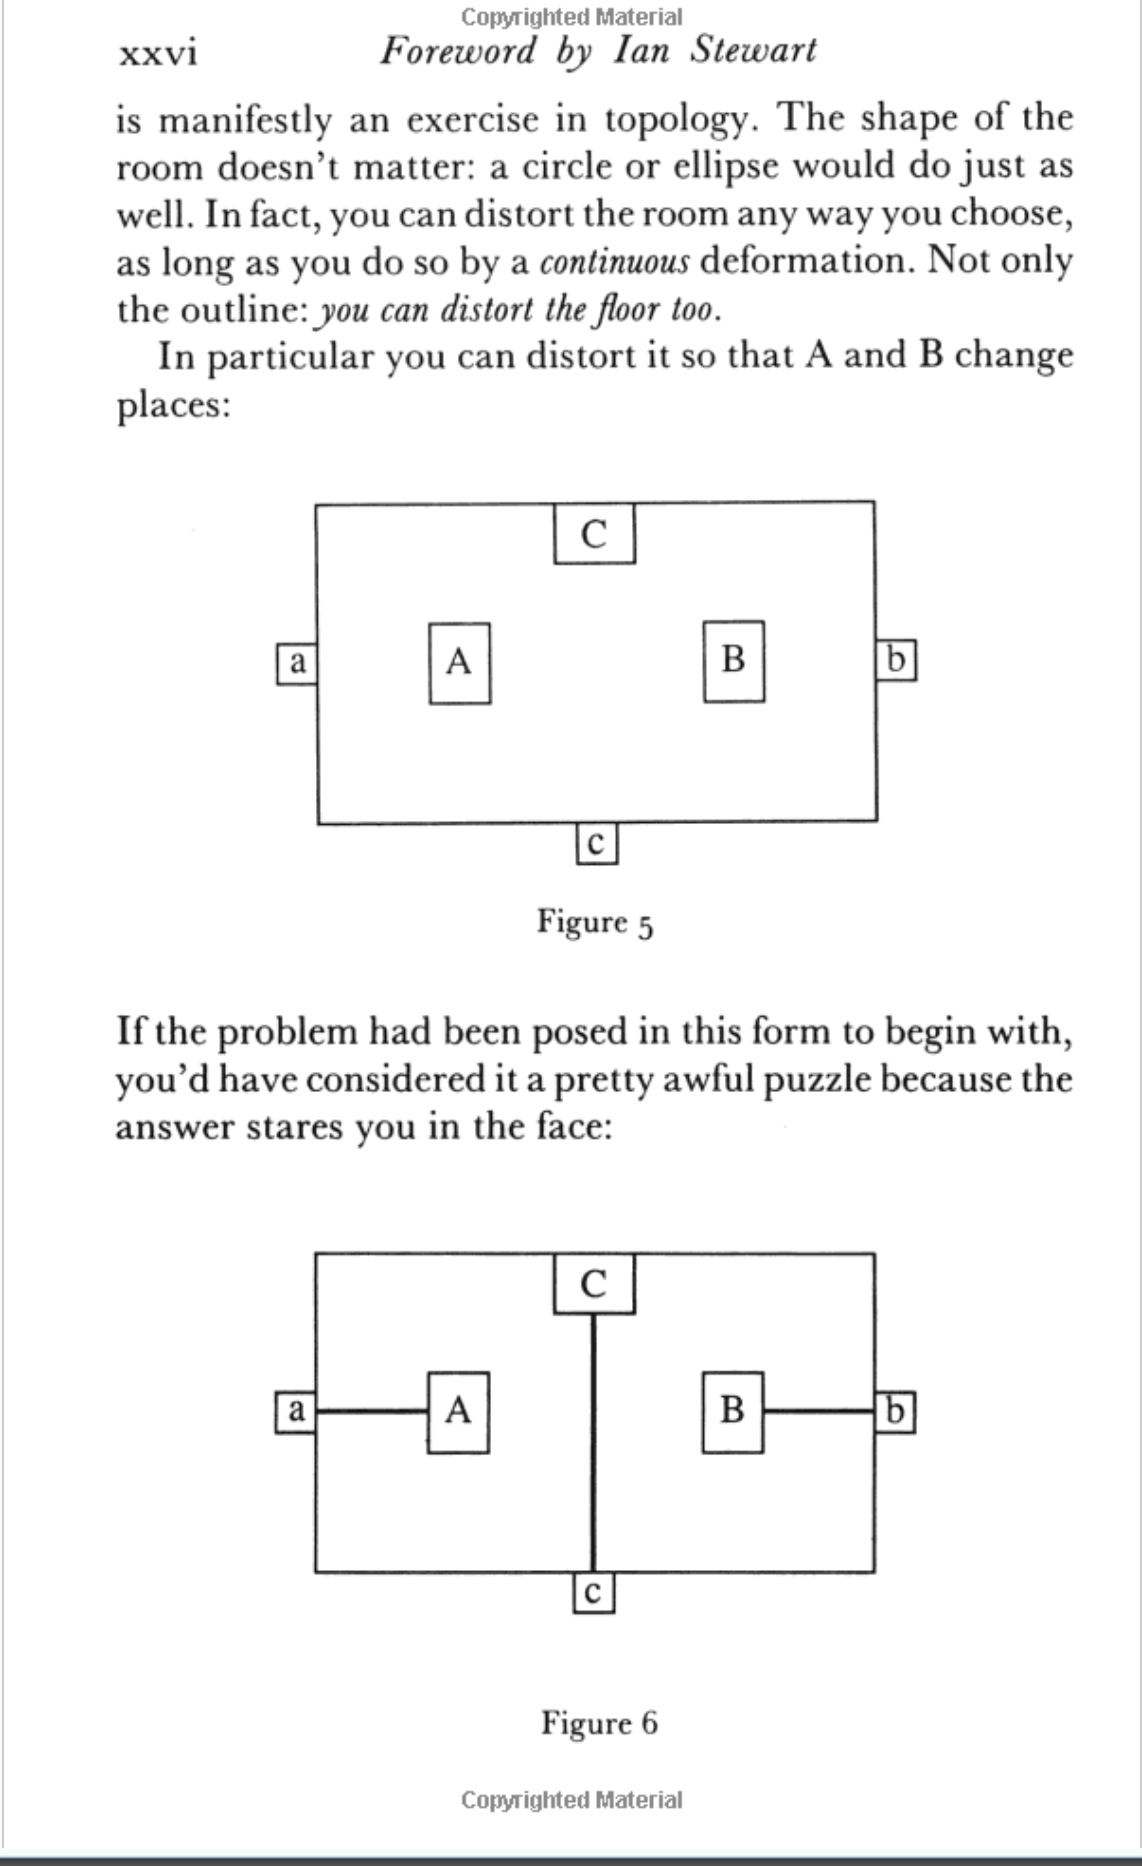 Copyrighted Material
xxvi Foreword by Ian Stewart
is manifestly an exercise in topology. The shape of the
room doesn't matter: a circle or ellipse would do just as
well. In fact, you can distort the room any way you choose,
as long as you do so by a continuous deformation. Not only
the outline: you can distort the floor too.
In particular you can distort it so that A and B change
places:
C
a A B b
c
Figure 5
If the problem had been posed in this form to begin with,
you'd have considered it a pretty awful puzzle because the
answer stares you in the face:
C
a A B b
c
Figure 6
Copyrighted Material